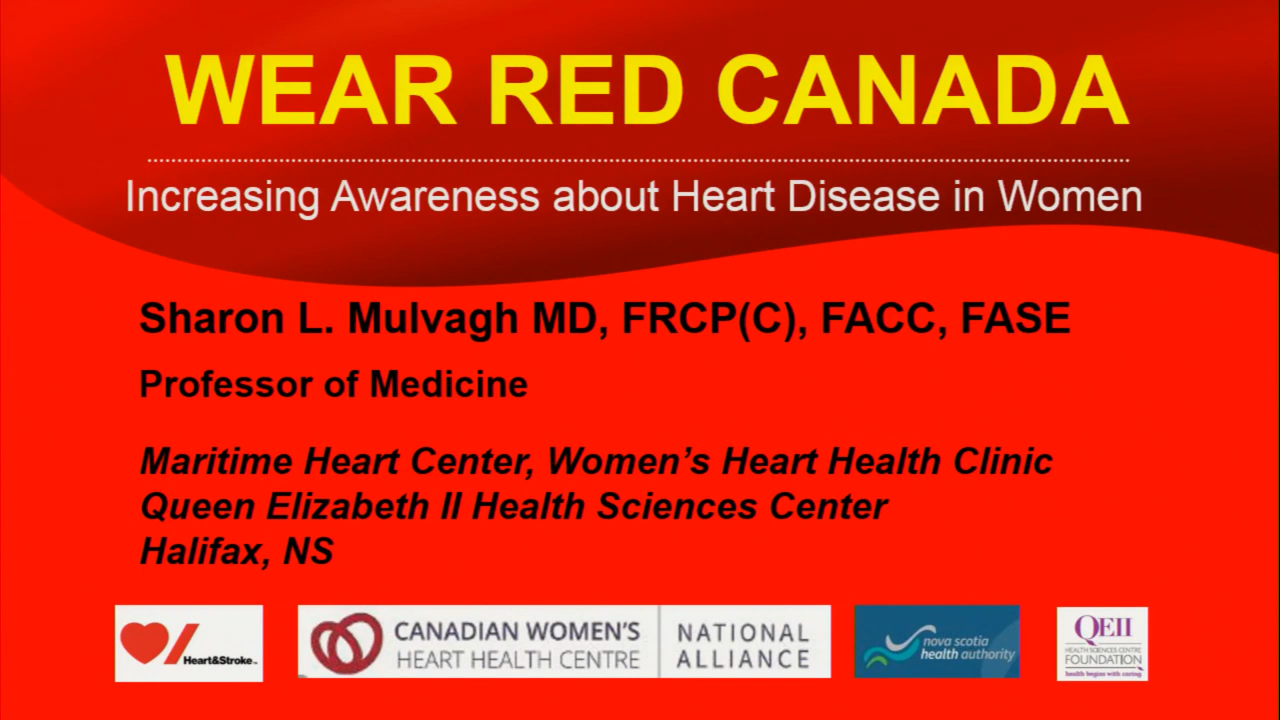 WEAR RED CANADA
Increasing Awareness about Heart Disease in Women
Sharon L. Mulvagh MD, FRCP(C), FACC, FASE
Professor of Medicine
Maritime Heart Center, Women’s Heart Health Clinic
Queen Elizabeth II Health Sciences Center
Halifax, NS
Heart&Stroke™
CANADIAN WOMEN'S
HEART HEALTH CENTRE
NATIONAL
ALLIANCE
nova scotia
health authority
QEII
HEALTH SCIENCES CENTRE
FOUNDATION
health begins with caring